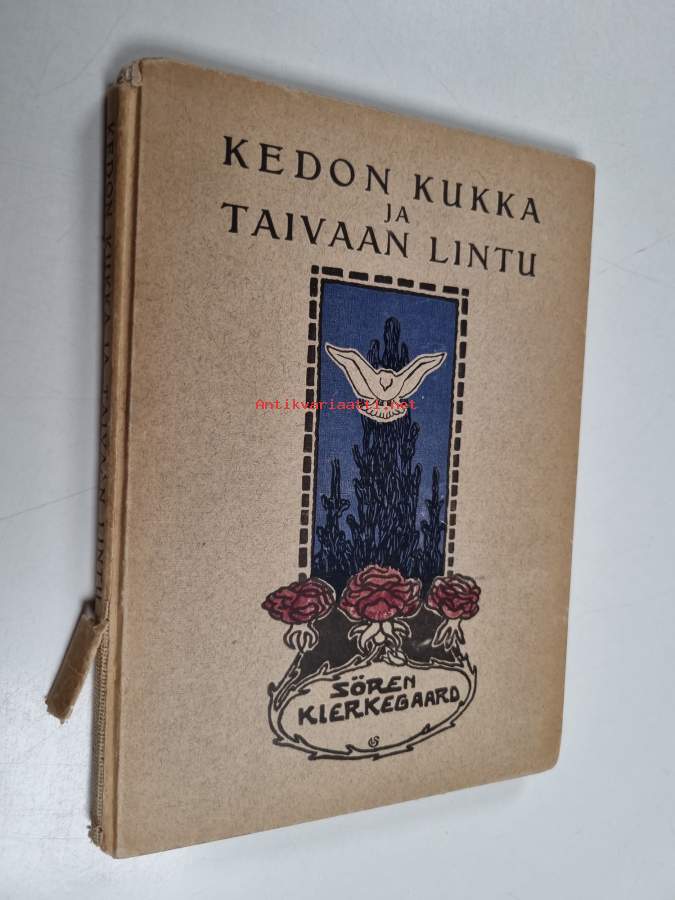 KEDON KUKKA
JA
TAIVAAN LINTU
Antikvariaatti.net
SÖREN
KIERKEGAARD
KEDON KUKKA JA TAIVAAN LINTU